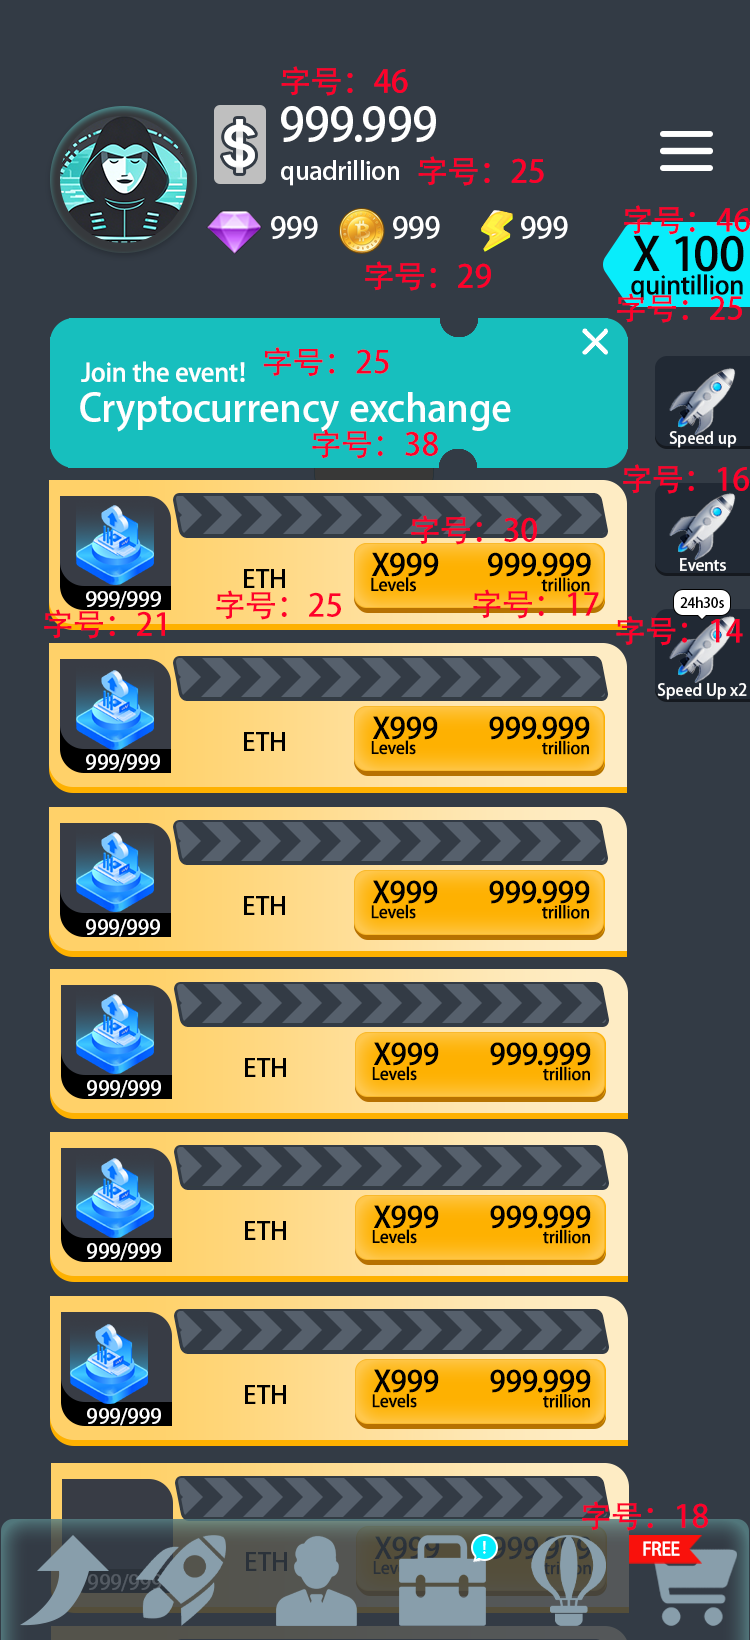 字号：46
$
999.999
quadrillion 字号：25
999 999 999
字号：29
字号：46
X 100
quintillion
字号：25
Join the event! 字号：25
Cryptocurrency exchange
字号：38
Speed up
字号：16
Events
24h30s
字号：14
Speed Up x2
字号：30
ETH
X999 999.999
Levels trillion
999/999
字号：21 字号：25 字号：17
ETH
X999 999.999
Levels trillion
999/999
ETH
X999 999.999
Levels trillion
999/999
ETH
X999 999.999
Levels trillion
999/999
ETH
X999 999.999
Levels trillion
999/999
ETH
X999 999.999
Levels trillion
999/999
字号：18
ETH
X999 999.999
999/999
!
FREE